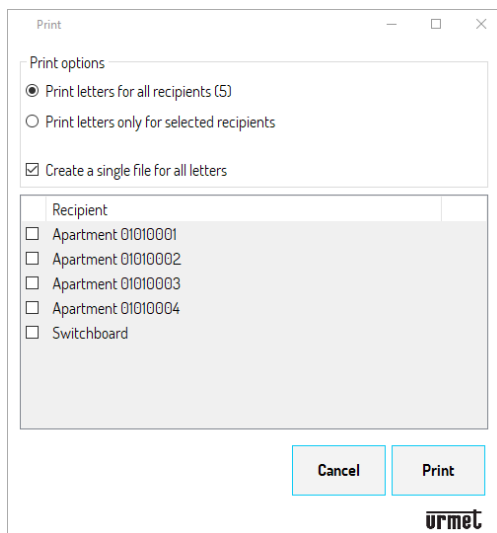 Print
Print options
Print letters for all recipients (5)
Print letters only for selected recipients
Create a single file for all letters
Recipient
Apartment 01010001
Apartment 01010002
Apartment 01010003
Apartment 01010004
Switchboard
Cancel Print
urmet